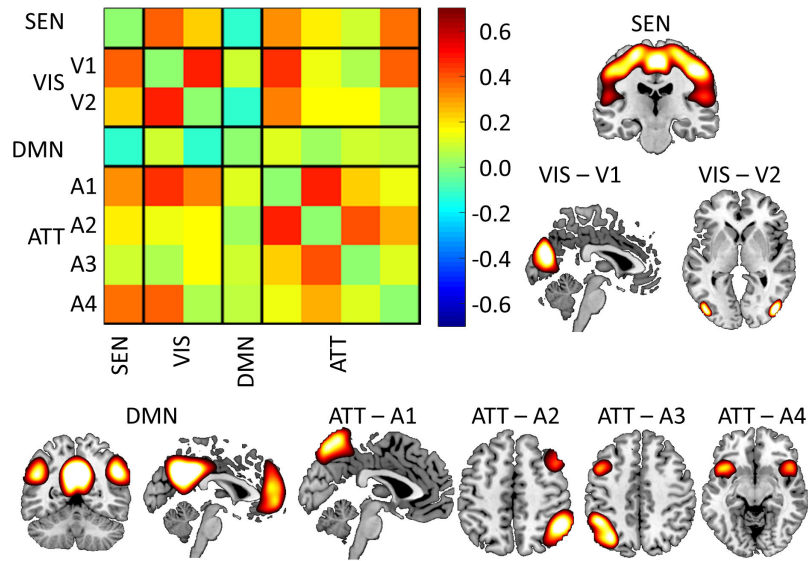 SEN
V1
VIS
V2
DMN
A1
A2
ATT
A3
A4
SEN
VIS
DMN
ATT
0.6
0.4
0.2
0.0
-0.2
-0.4
-0.6
SEN
VIS – V1
VIS – V2
DMN
ATT – A1
ATT – A2
ATT – A3
ATT – A4